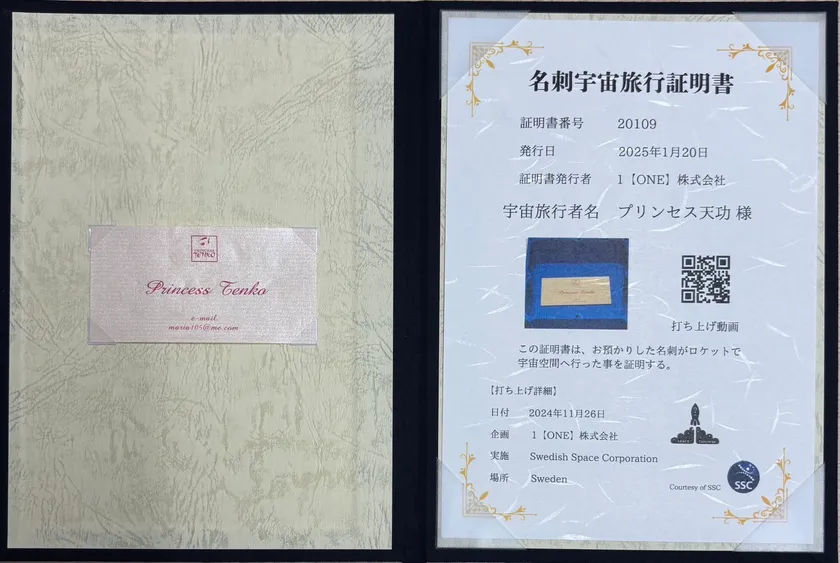 TENKO
Princess Tenko
e-mail
maria1105@me.com
名刺宇宙旅行証明書
証明書番号 20109
発行日 2025年1月20日
証明書発行者 1【ONE】株式会社
宇宙旅行者名 プリンセス天功 様
Princess Tenko
打ち上げ動画
この証明書は、お預かりした名刺がロケットで
宇宙空間へ行った事を証明する。
【打ち上げ詳細】
日付 2024年11月26日
企画 1【ONE】株式会社
実施 Swedish Space Corporation
場所 Sweden
Courtesy of SSC
SSC